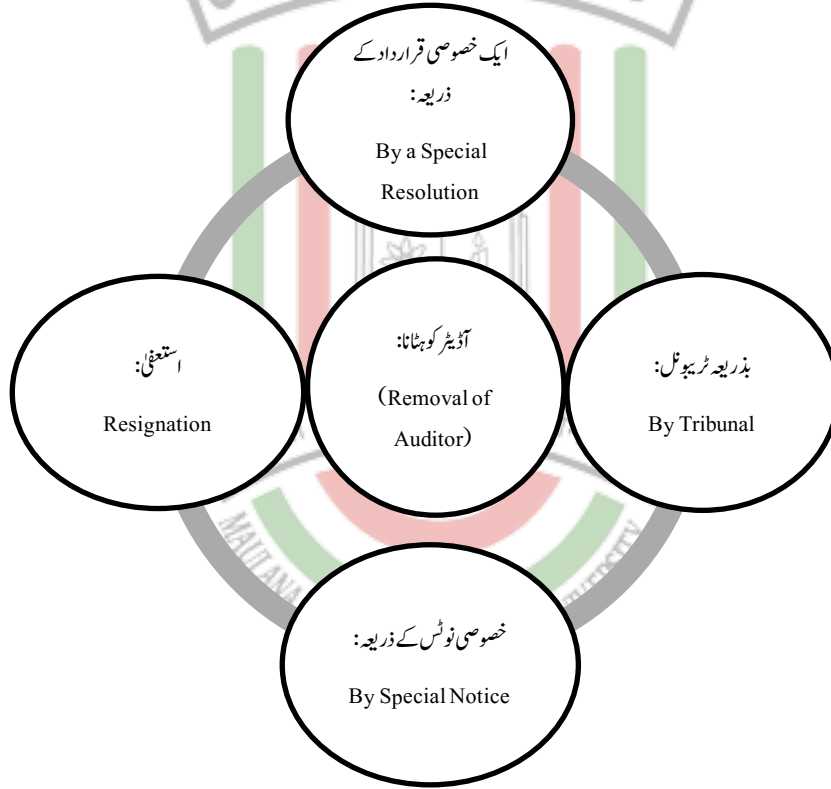 ایک خصوصی قرارداد کے
ذریعہ:
By a Special
Resolution
استعفیٰ:
Resignation
آڈیٹر کو ہٹانا:
(Removal of
Auditor)
بذریعہ ٹریبونل:
By Tribunal
خصوصی نوٹس کے ذریعہ:
By Special Notice
MAULANA